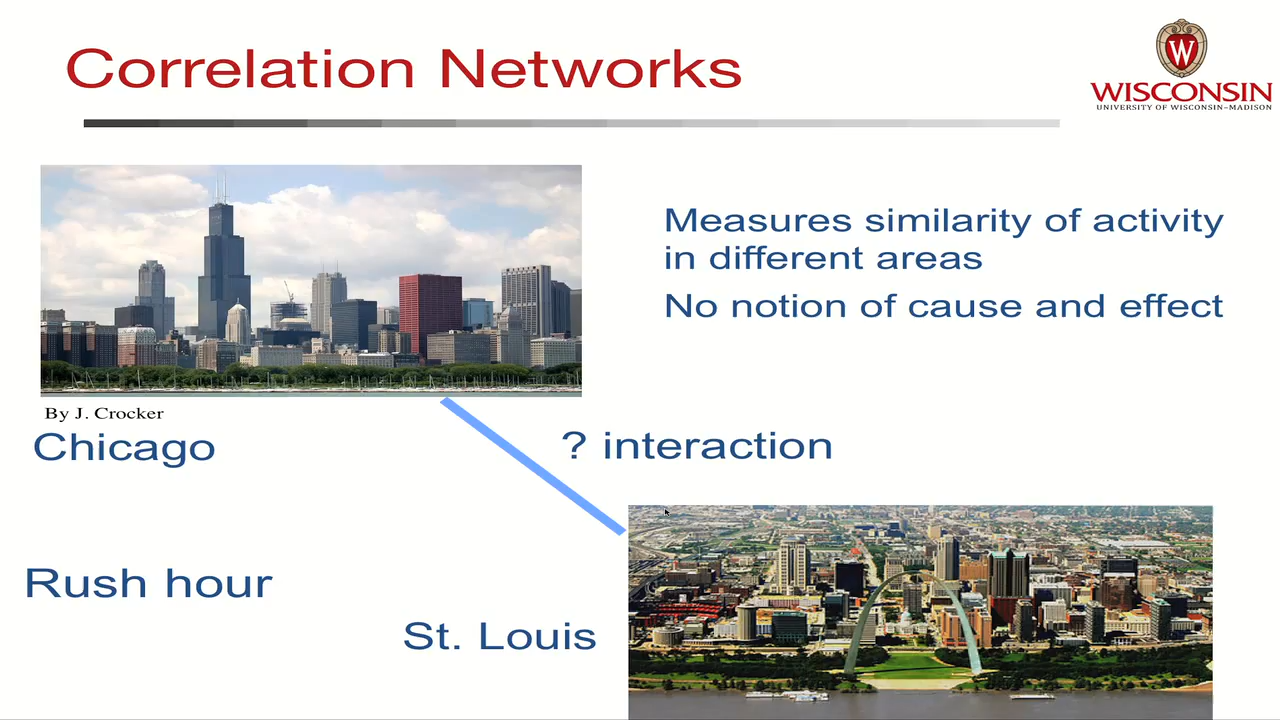 Correlation Networks
W
WISCONSIN
UNIVERSITY OF WISCONSIN–MADISON
Measures similarity of activity
in different areas
No notion of cause and effect
By J. Crocker
Chicago
? interaction
Rush hour
St. Louis